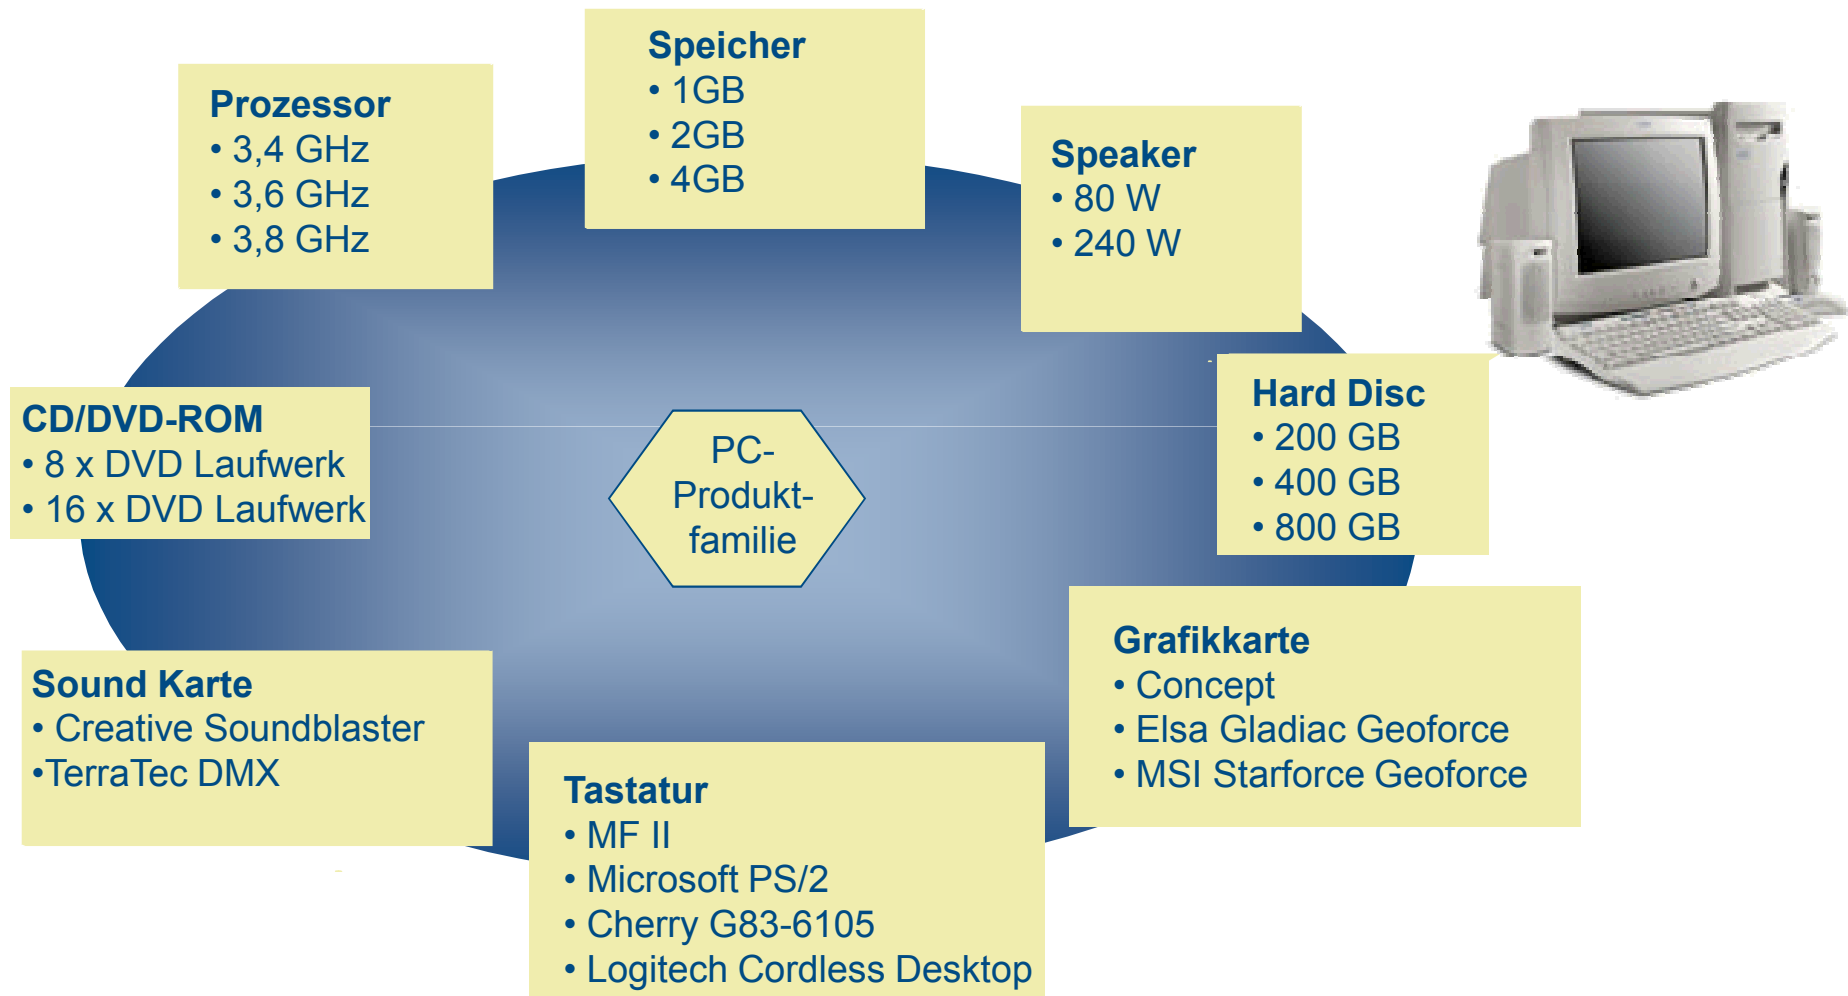 Speicher
• 1GB
• 2GB
• 4GB
Prozessor
• 3,4 GHz
• 3,6 GHz
• 3,8 GHz
Speaker
• 80 W
• 240 W
CD/DVD-ROM
• 8 x DVD Laufwerk
• 16 x DVD Laufwerk
PC-
Produkt-
familie
Hard Disc
• 200 GB
• 400 GB
• 800 GB
Sound Karte
• Creative Soundblaster
•TerraTec DMX
Grafikkarte
• Concept
• Elsa Gladiac Geoforce
• MSI Starforce Geoforce
Tastatur
• MF II
• Microsoft PS/2
• Cherry G83-6105
• Logitech Cordless Desktop